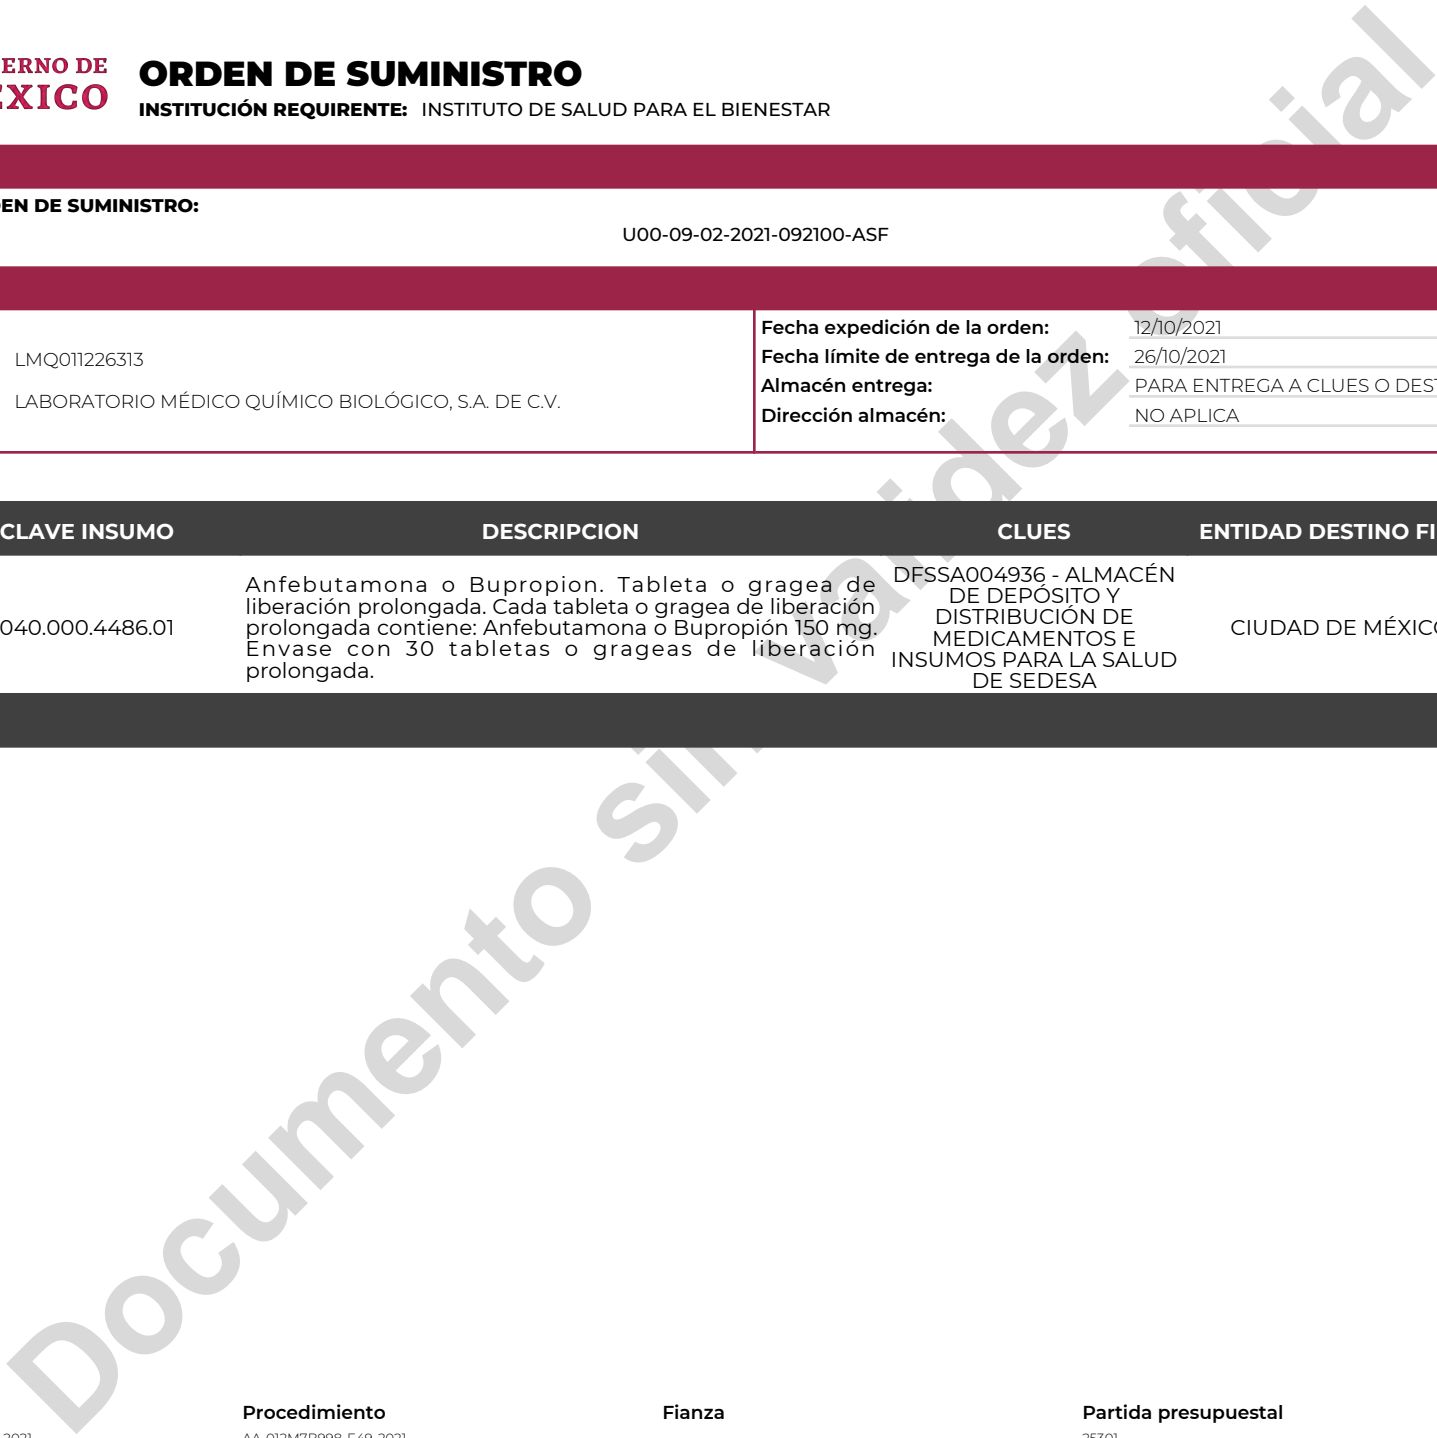 ERNO DE
ORDEN DE SUMINISTRO
INSTITUCIÓN REQUIRENTE: INSTITUTO DE SALUD PARA EL BIENESTAR
EN DE SUMINISTRO:
U00-09-02-2021-092100-ASF
LMQ011226313
LABORATORIO MÉDICO QUÍMICO BIOLÓGICO, S.A. DE C.V.
Fecha expedición de la orden: 12/10/2021
Fecha límite de entrega de la orden: 26/10/2021
Almacén entrega: PARA ENTREGA A CLUES O DEST
Dirección almacén: NO APLICA
CLAVE INSUMO DESCRIPCION CLUES ENTIDAD DESTINO FI
040.000.4486.01
Anfebutamona o Bupropion. Tableta o gragea de
liberación prolongada. Cada tableta o gragea de liberación
prolongada contiene: Anfebutamona o Bupropión 150 mg.
Envase con 30 tabletas o grageas de liberación
prolongada.
DFSSA004936 - ALMACÉN
DE DEPÓSITO Y
DISTRIBUCIÓN DE
MEDICAMENTOS E
INSUMOS PARA LA SALUD
DE SEDESA
CIUDAD DE MÉXICO
Documento sin validez oficial
Procedimiento Fianza Partida presupuestal